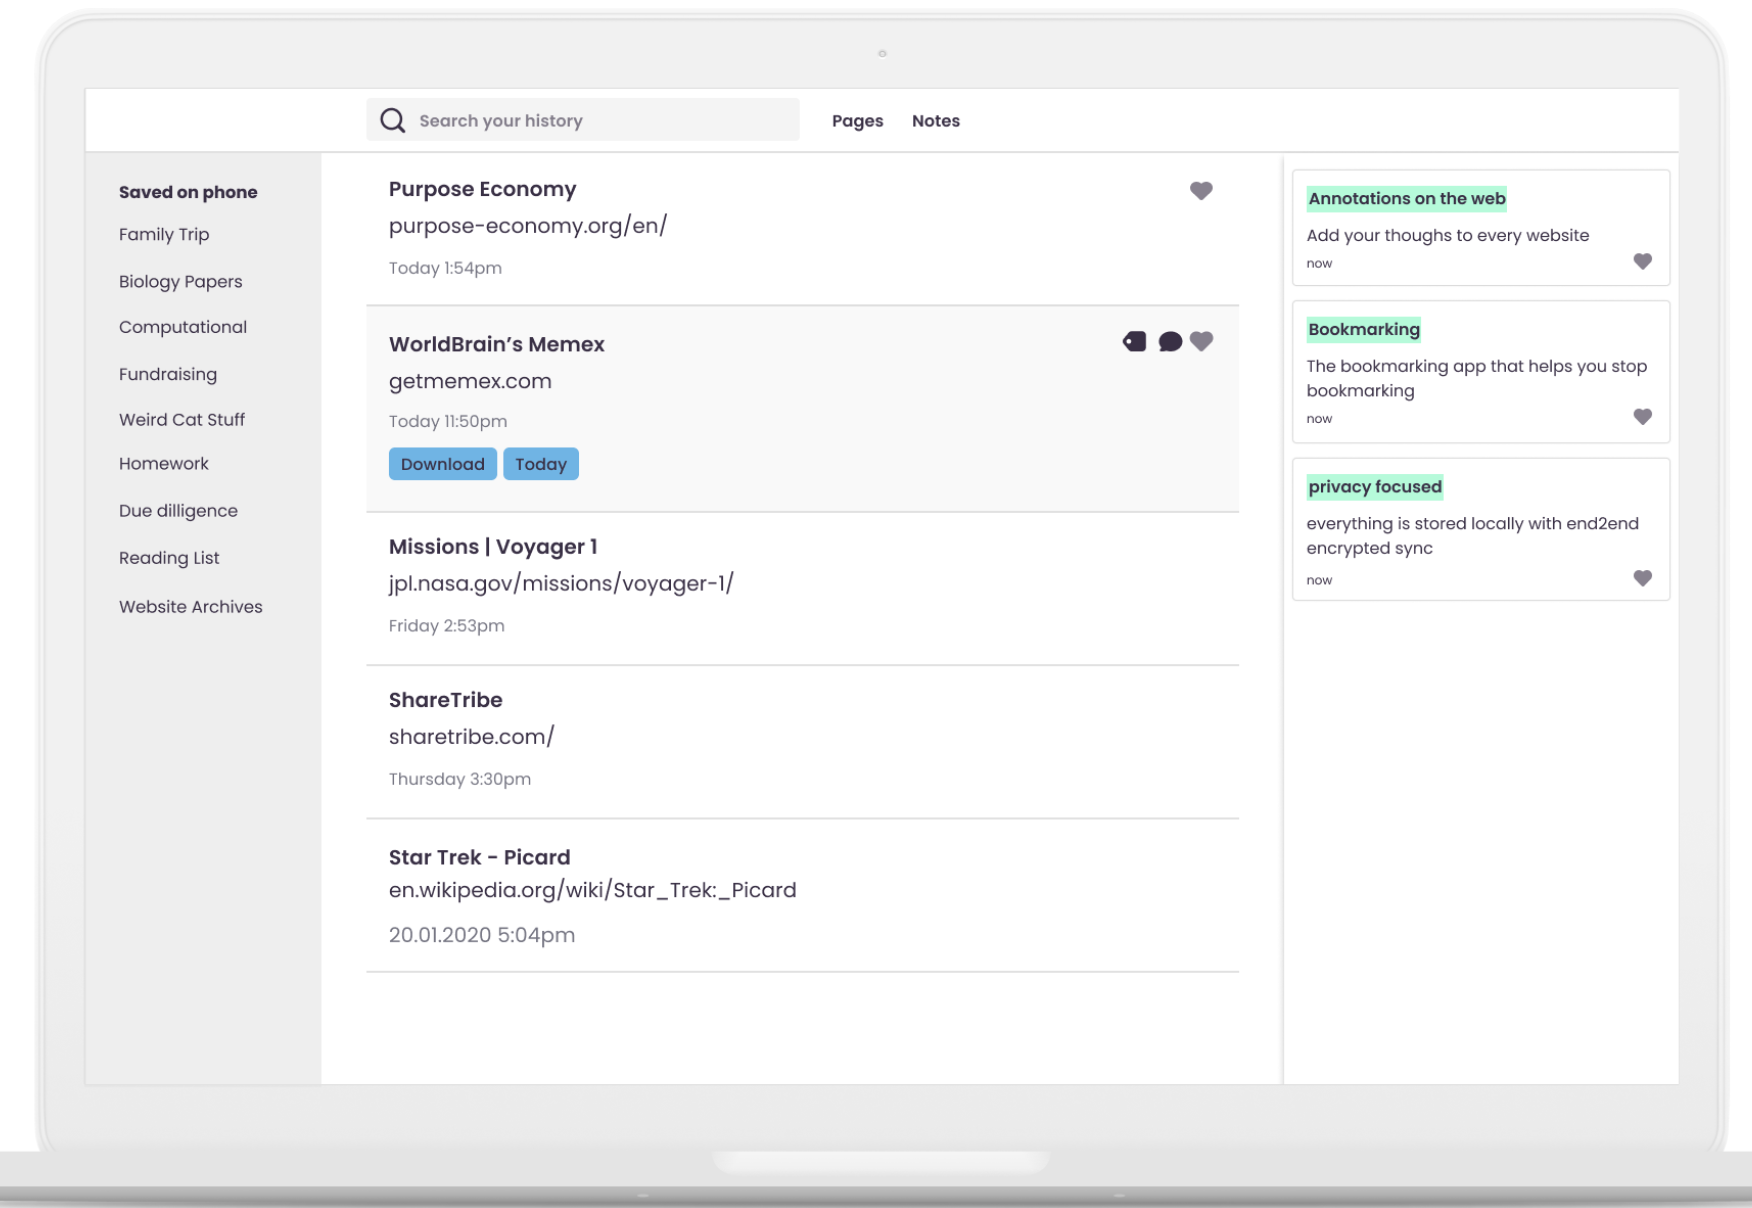 Search your history
Pages
Notes
Saved on phone
Family Trip
Biology Papers
Computational
Fundraising
Weird Cat Stuff
Homework
Due dilligence
Reading List
Website Archives
Purpose Economy
purpose-economy.org/en/
Today 1:54pm
WorldBrain’s Memex
getmemex.com
Today 11:50pm
Download
Today
Missions | Voyager 1
jpl.nasa.gov/missions/voyager-1/
Friday 2:53pm
ShareTribe
sharetribe.com/
Thursday 3:30pm
Star Trek - Picard
en.wikipedia.org/wiki/Star_Trek:_Picard
20.01.2020 5:04pm
Annotations on the web
Add your thoughs to every website
now
Bookmarking
The bookmarking app that helps you stop
bookmarking
now
privacy focused
everything is stored locally with end2end
encrypted sync
now